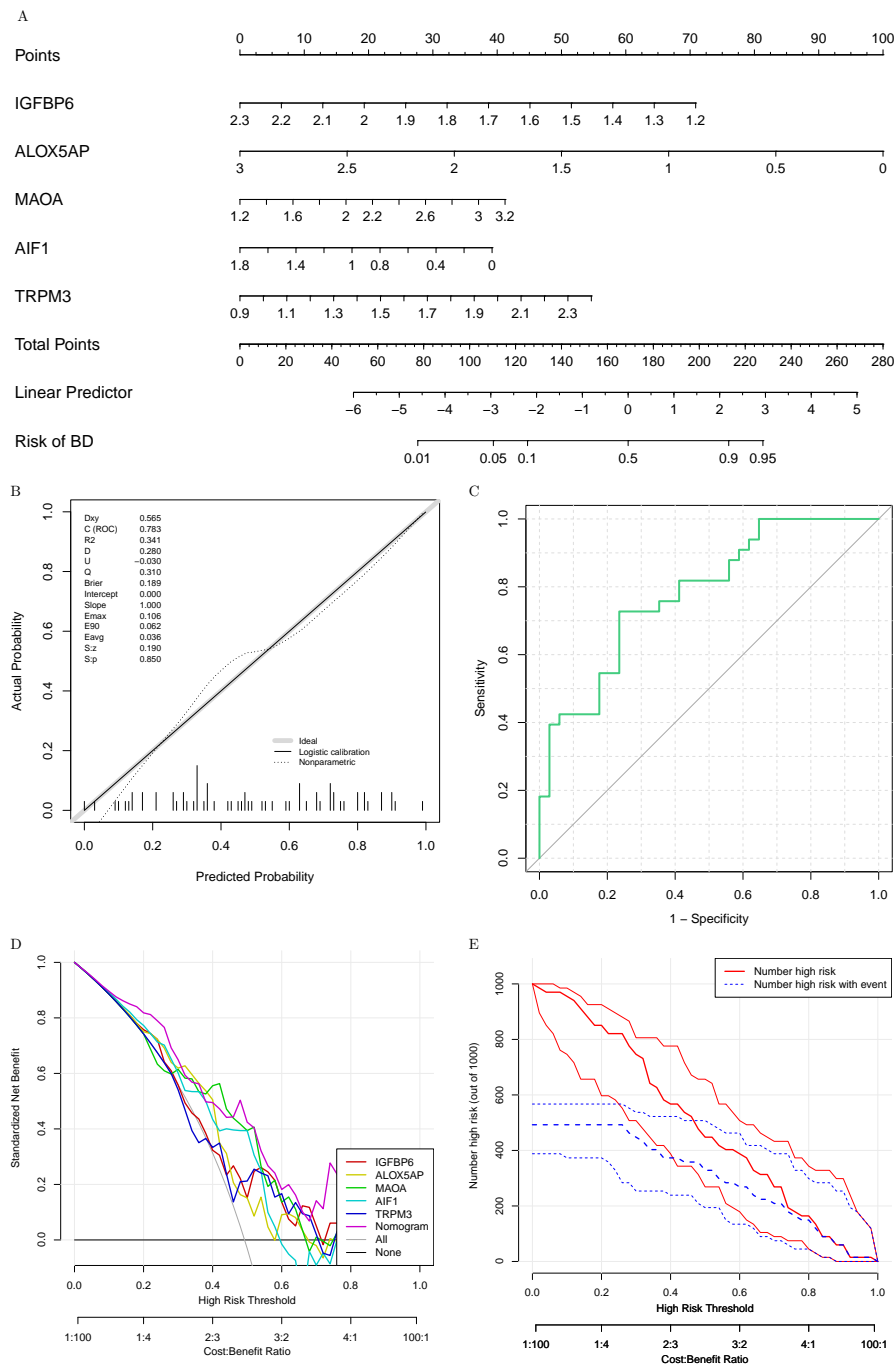 A
Points
0 10 20 30 40 50 60 70 80 90 100
IGFBP6
2.3 2.2 2.1 2 1.9 1.8 1.7 1.6 1.5 1.4 1.3 1.2
ALOX5AP
3 2.5 2 1.5 1 0.5 0
MAOA
1.2 1.6 2 2.2 2.6 3 3.2
AIF1
1.8 1.4 1 0.8 0.4 0
TRPM3
0.9 1.1 1.3 1.5 1.7 1.9 2.1 2.3
Total Points
0 20 40 60 80 100 120 140 160 180 200 220 240 260 280
Linear Predictor
−6 −5 −4 −3 −2 −1 0 1 2 3 4 5
Risk of BD
0.01 0.05 0.1 0.5 0.9 0.95
B
Dxy 0.565
C (ROC) 0.783
R2 0.341
D 0.280
U −0.030
Q 0.310
Brier 0.189
Intercept 0.000
Slope 1.000
Emax 0.106
E90 0.062
Eavg 0.036
S:z 0.190
S:p 0.850
Actual Probability
0.0 0.2 0.4 0.6 0.8 1.0
Ideal
Logistic calibration
Nonparametric
0.0 0.2 0.4 0.6 0.8 1.0
Predicted Probability
C
Sensitivity
0.0 0.2 0.4 0.6 0.8 1.0
0.0 0.2 0.4 0.6 0.8 1.0
1 − Specificity
D
Standardized Net Benefit
0.0 0.2 0.4 0.6 0.8 1.0
IGFBP6
ALOX5AP
MAOA
AIF1
TRPM3
Nomogram
All
None
0.0 0.2 0.4 0.6 0.8 1.0
High Risk Threshold
1:100 1:4 2:3 3:2 4:1 100:1
Cost:Benefit Ratio
E
Number high risk (out of 1000)
0 200 400 600 800 1000
Number high risk
Number high risk with event
0.0 0.2 0.4 0.6 0.8 1.0
High Risk Threshold
1:100 1:4 2:3 3:2 4:1 100:1
Cost:Benefit Ratio